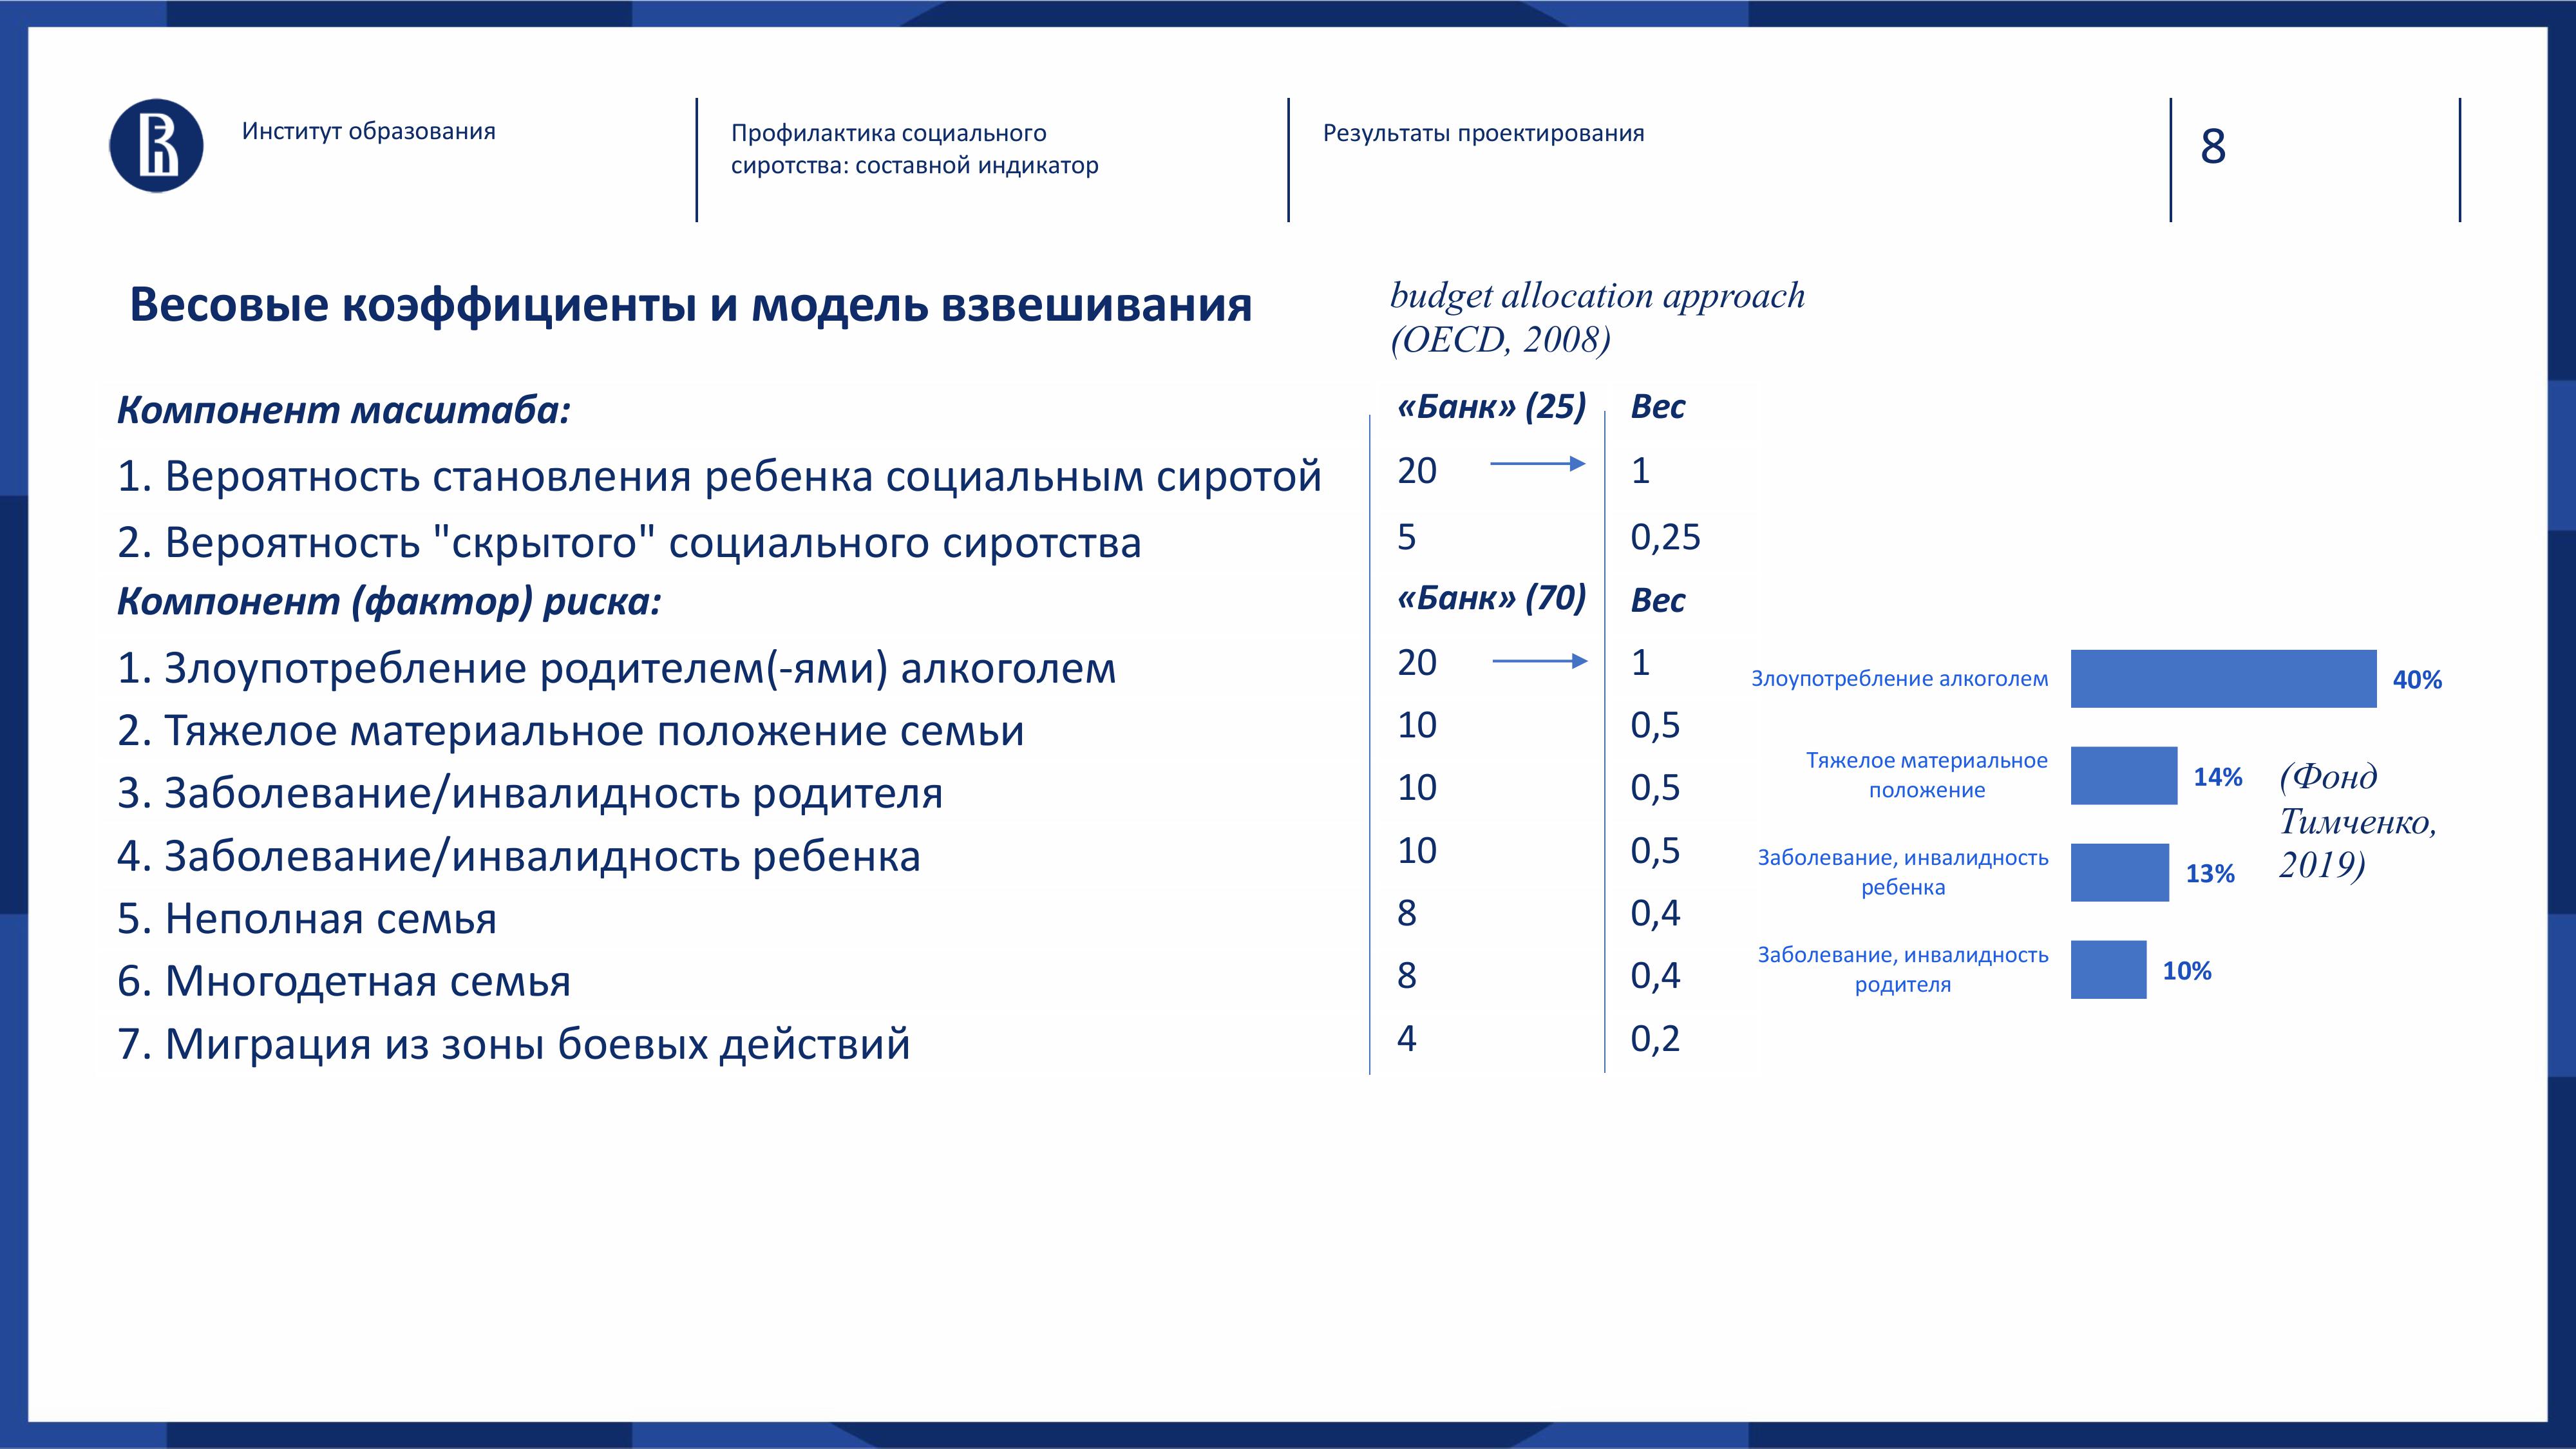 Институт образования
Профилактика социального
сиротства: составной индикатор
Результаты проектирования
8
Весовые коэффициенты и модель взвешивания
budget allocation approach
(OECD, 2008)
Компонент масштаба: «Банк» (25) Вес
1. Вероятность становления ребенка социальным сиротой 20 1
2. Вероятность "скрытого" социального сиротства 5 0,25
Компонент (фактор) риска: «Банк» (70) Вес
1. Злоупотребление родителем(-ями) алкоголем 20 1
2. Тяжелое материальное положение семьи 10 0,5
3. Заболевание/инвалидность родителя 10 0,5
4. Заболевание/инвалидность ребенка 10 0,5
5. Неполная семья 8 0,4
6. Многодетная семья 8 0,4
7. Миграция из зоны боевых действий 4 0,2
Злоупотребление алкоголем 40%
Тяжелое материальное
положение 14%
Заболевание, инвалидность
ребенка 13%
Заболевание, инвалидность
родителя 10%
(Фонд
Тимченко,
2019)